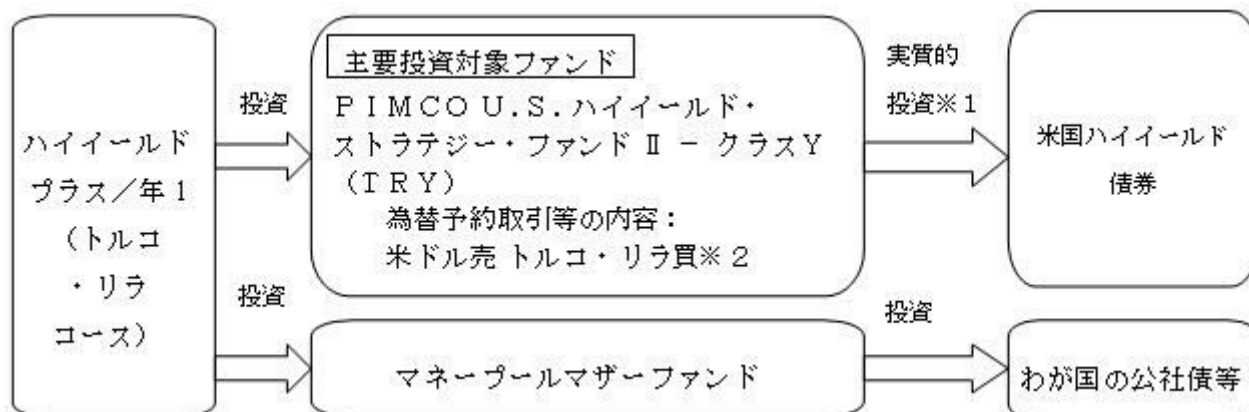 ハイイールド
プラス/年1
(トルコ
・リラ
コース)
投資
投資
主要投資対象ファンド
PIMCO U.S.ハイイールド・
ストラテジー・ファンド Ⅱ - クラスY
(TRY)
為替予約取引等の内容:
米ドル売 トルコ・リラ買※2
マネープールマザーファンド
実質的
投資※1
投資
米国ハイイールド
債券
わが国の公社債等